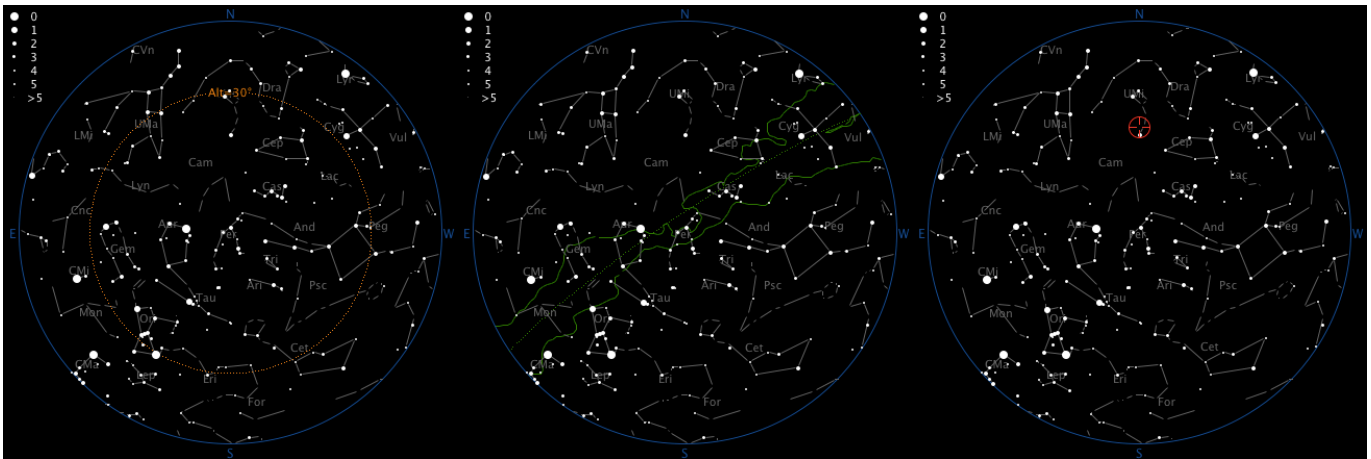 N
0
1
2
3
4
5
>5
CVn
Lyr
Dra
Alt=30°
UMa
LMi
Cyg
Vul
Cep
Cam
Lac
Lyn
Cas
Cnc
Aur
Per
And
Peg
E
W
Gem
Tri
CMi
Ari
Psc
Tau
Mon
Ori
Cet
CMa
Lep
Eri
For
S
N
0
1
2
3
4
5
>5
CVn
Lyr
Dra
UMi
UMa
LMi
Cyg
Vul
Cep
Cam
Lac
Lyn
Cas
Cnc
Aur
Per
And
Peg
E
W
Gem
Tri
CMi
Ari
Psc
Tau
Mon
Ori
Cet
CMa
Lep
Eri
For
S
N
0
1
2
3
4
5
>5
CVn
Lyr
Dra
UMi
UMa
LMi
Cyg
Vul
Cep
Cam
Lac
Lyn
Cas
Cnc
Aur
Per
And
Peg
E
W
Gem
Tri
CMi
Ari
Psc
Tau
Mon
Ori
Cet
CMa
Lep
Eri
For
S